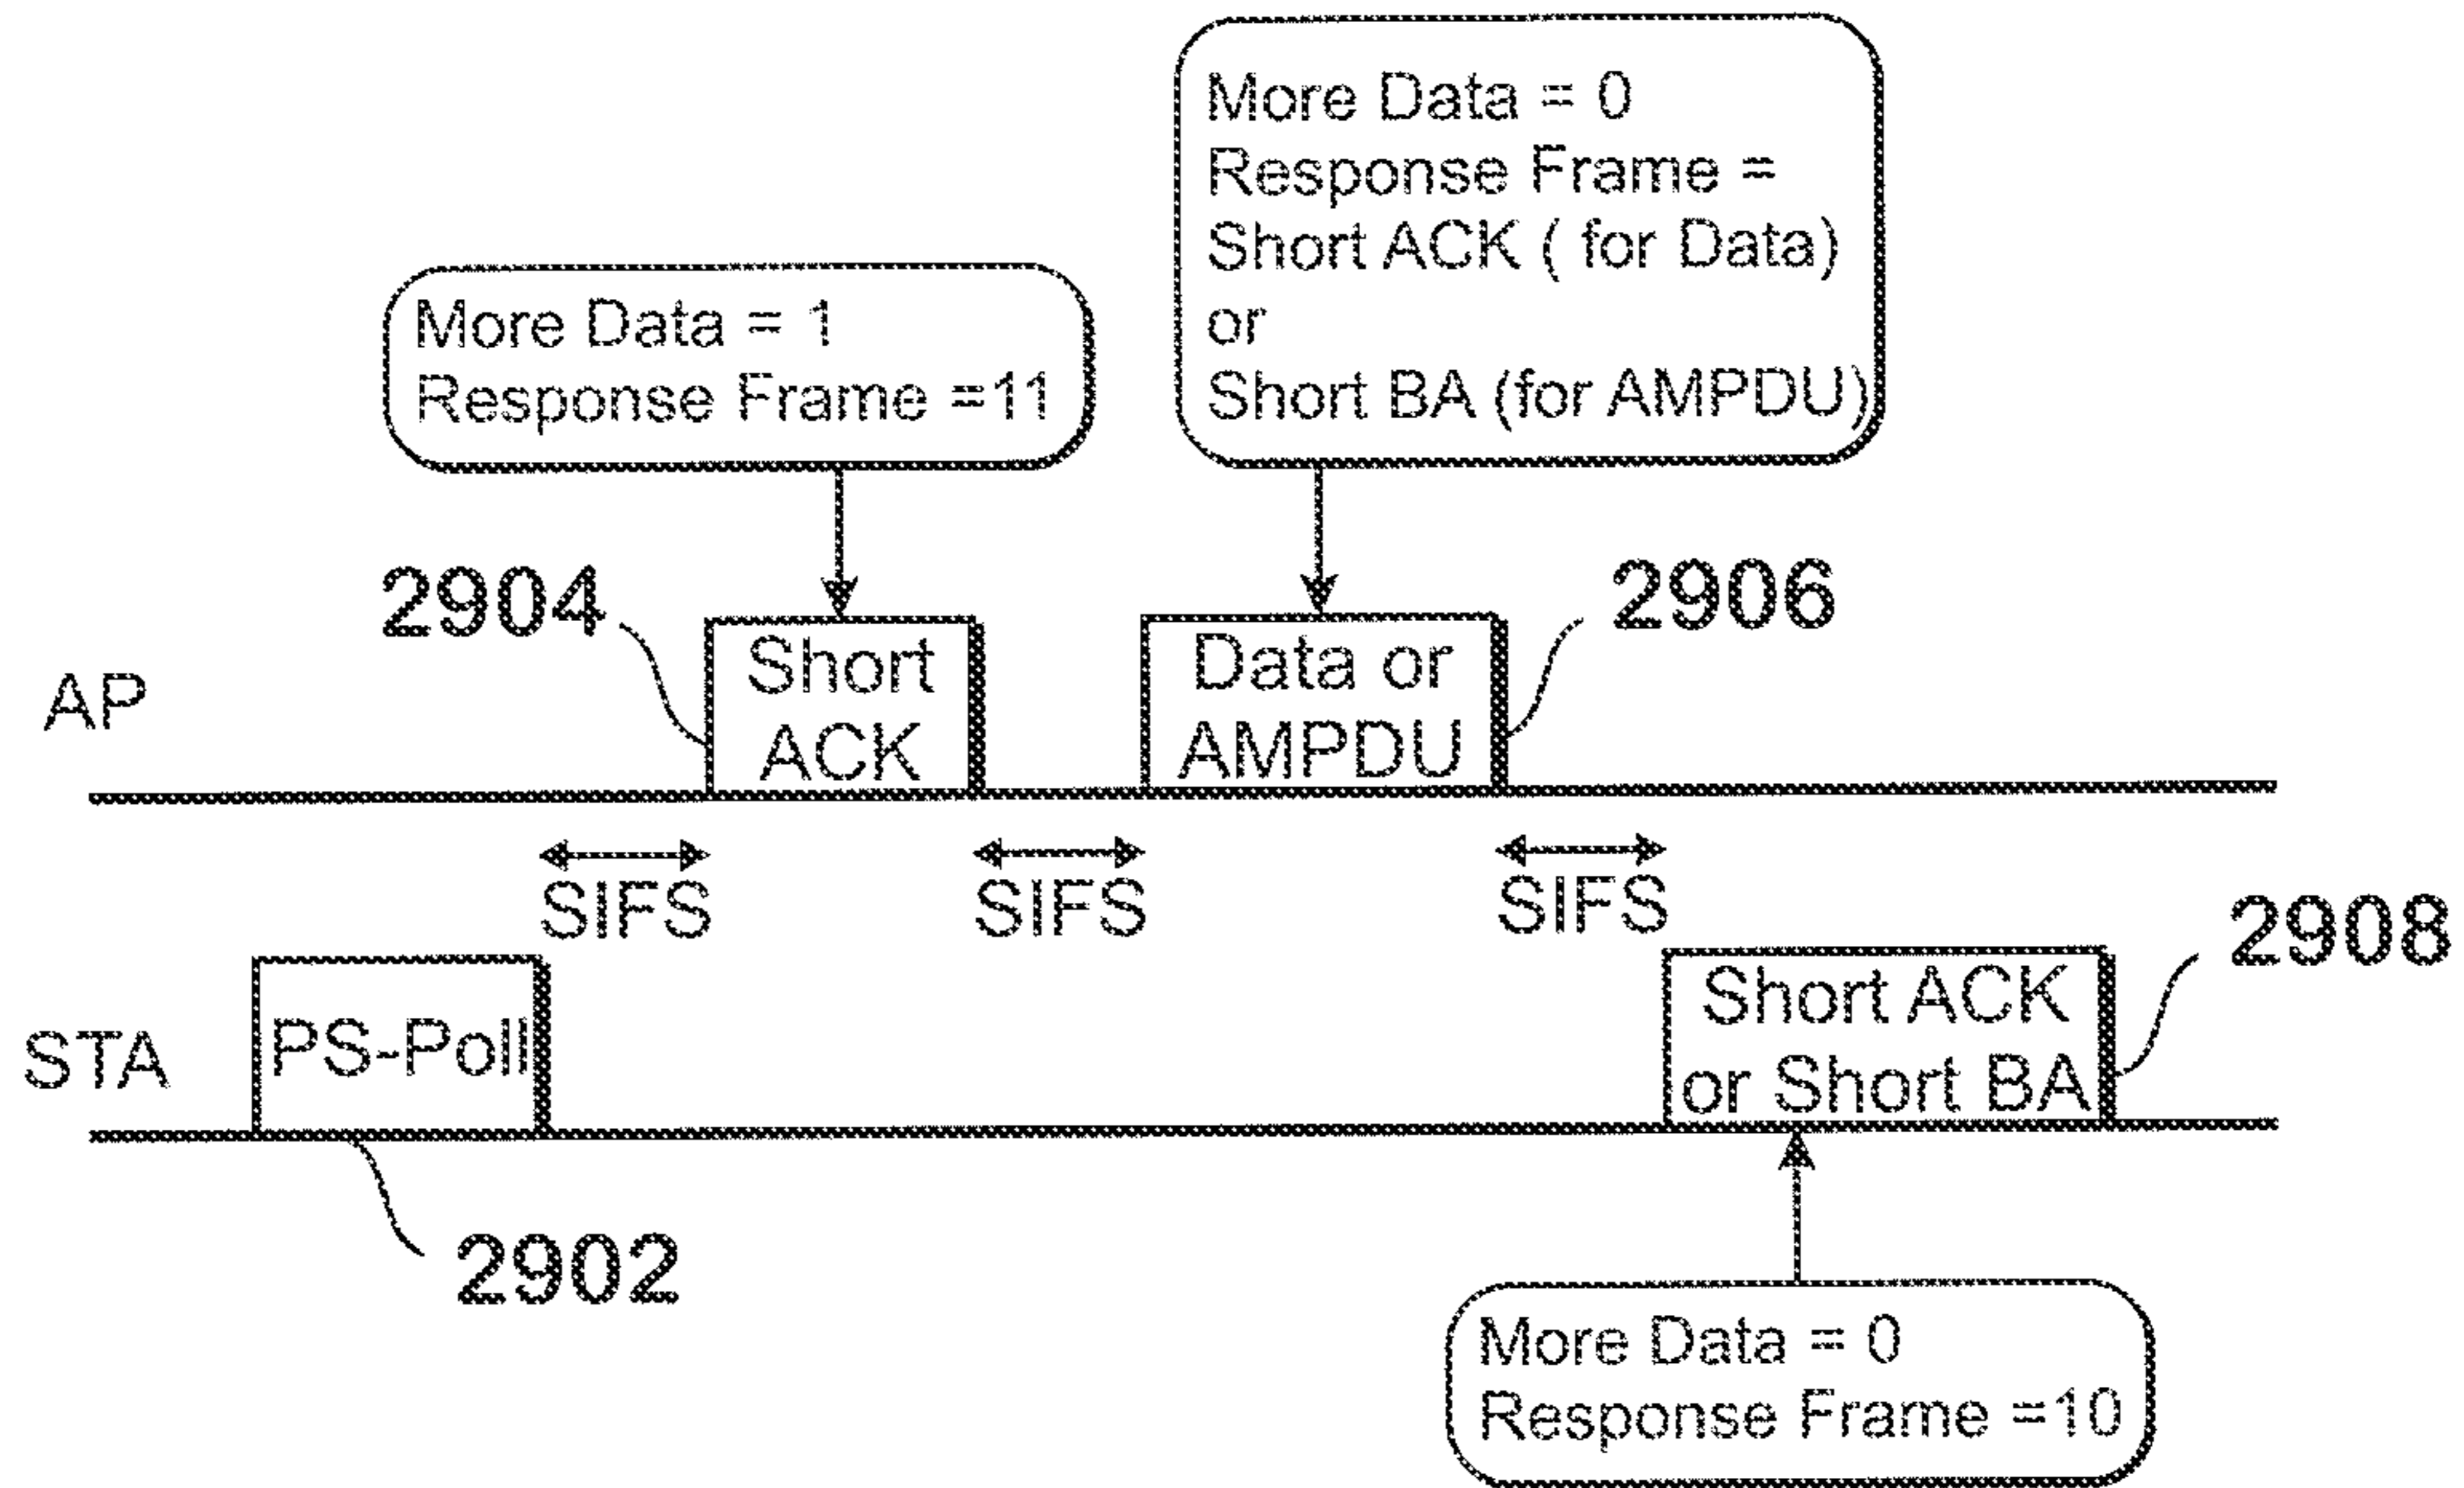 More Data = 0
Response Frame =
Short ACK ( for Data)
or
Short BA (for AMPDU)
More Data = 1
Response Frame =11
2904
2906
AP
Short
ACK
Data or
AMPDU
SIFS
SIFS
SIFS
2908
STA
PS-Poll
Short ACK
or Short BA
2902
More Data = 0
Response Frame =10